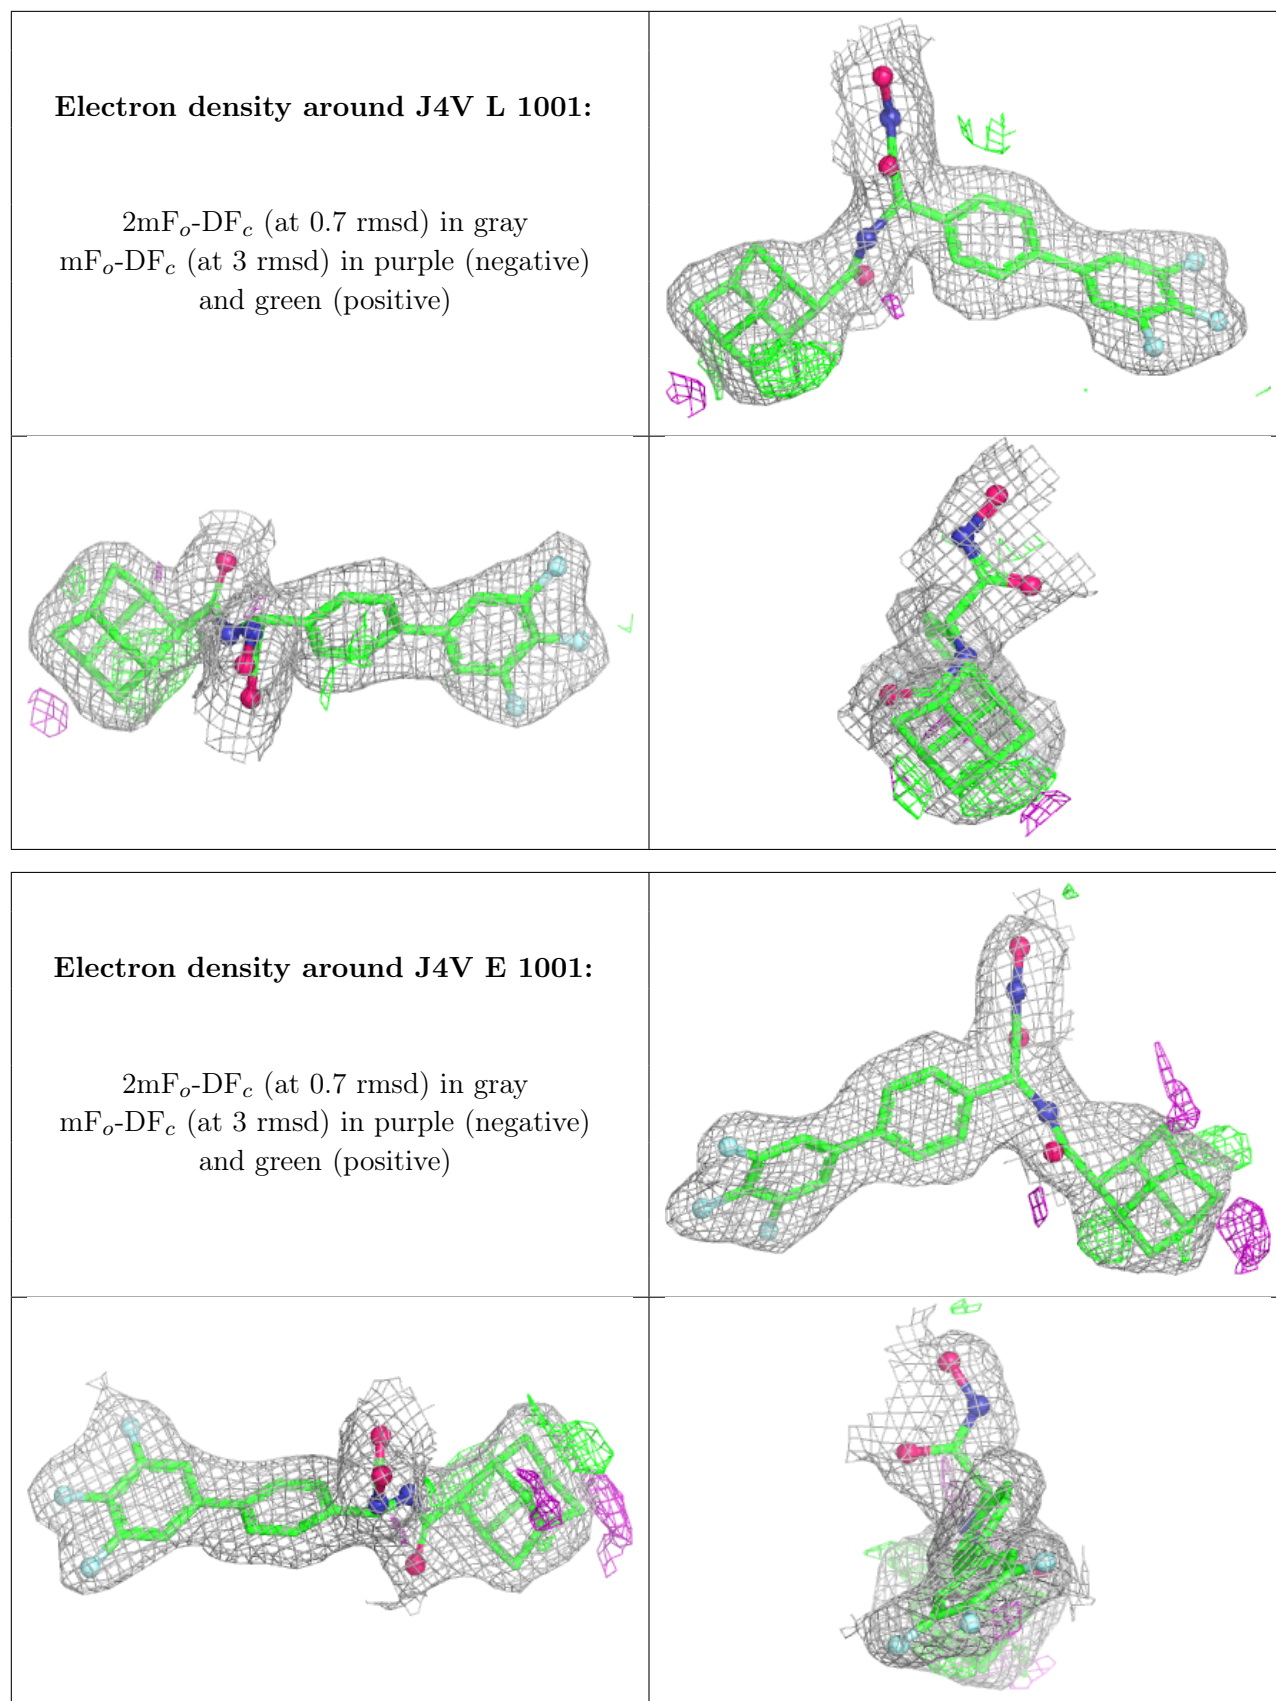 Electron density around J4V L 1001:
2mFo-DFc (at 0.7 rmsd) in gray
mFo-DFc (at 3 rmsd) in purple (negative)
and green (positive)
Electron density around J4V E 1001:
2mFo-DFc (at 0.7 rmsd) in gray
mFo-DFc (at 3 rmsd) in purple (negative)
and green (positive)